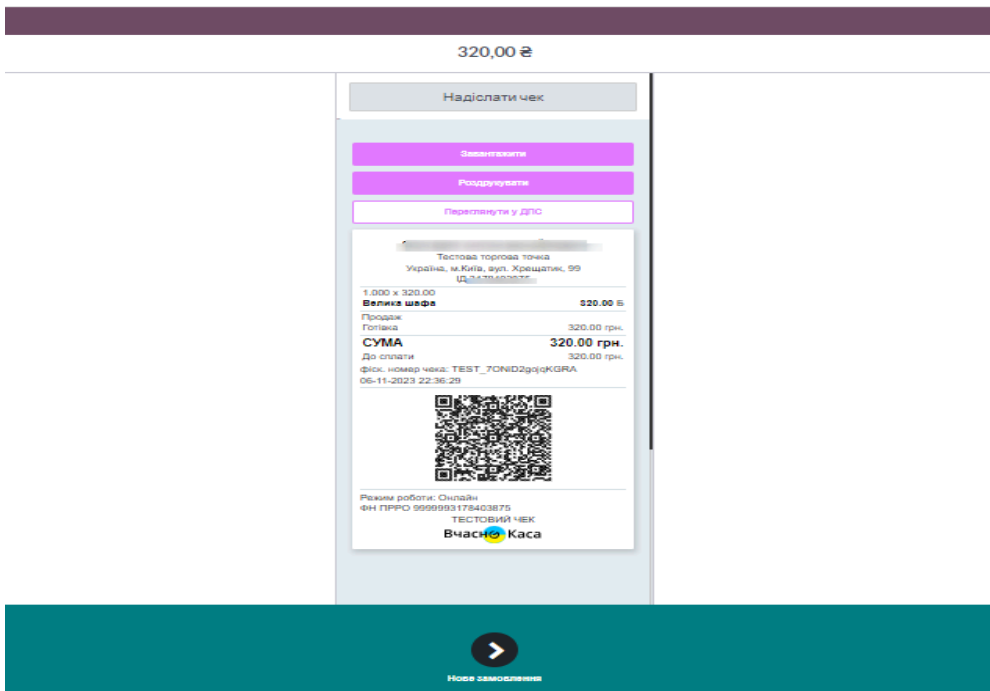 320,00 ₴
Надіслати чек
Завантажити
Роздрукувати
Переглянути у ДПС
Тестова торгова точка
Україна, м.Київ, вул. Хрещатик, 99
ІД
1.000 x 320.00
Велика шафа 320.00 Б
Продаж
Готівка 320.00 грн.
СУМА 320.00 грн.
До сплати 320.00 грн.
фіск. номер чека: TEST_7ONiD2gojqKGRA
06-11-2023 22:36:29
Режим роботи: Онлайн
ФН ПРРО 9999993178403875
ТЕСТОВИЙ ЧЕК
Вчасно Каса
Нове замовлення